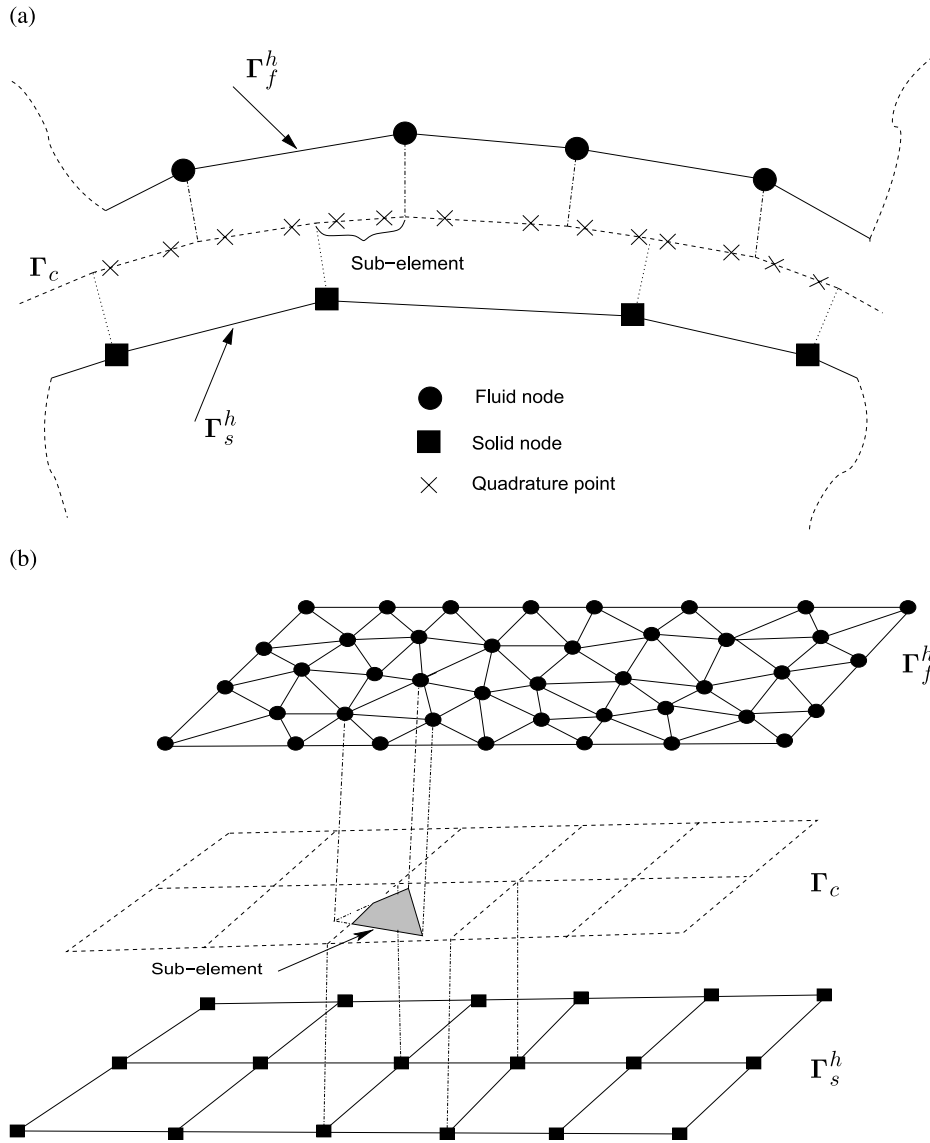 (a)
Γ_f^h
Γ_c
Sub-element
Γ_s^h
Fluid node
Solid node
Quadrature point
(b)
Γ_f^h
Γ_c
Sub-element
Γ_s^h